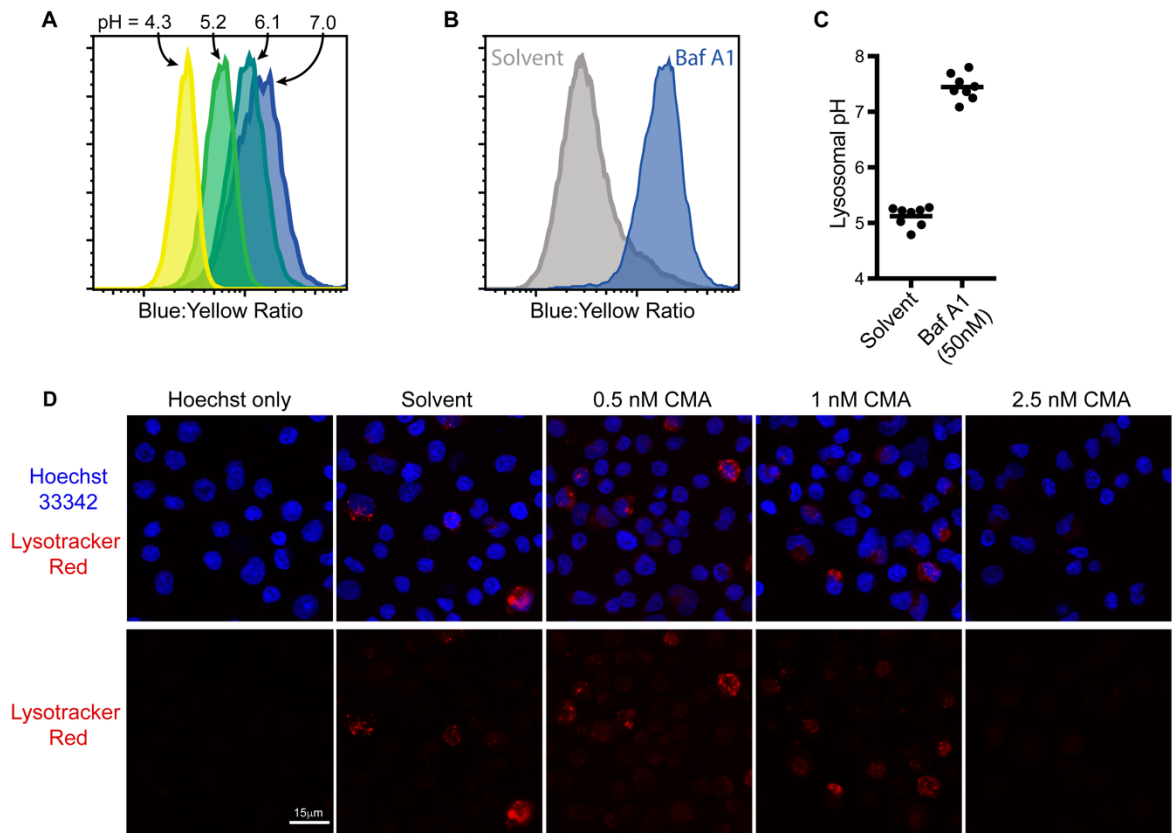 A
pH = 4.3 5.2 6.1 7.0
Blue:Yellow Ratio
B
Solvent
Baf A1
Blue:Yellow Ratio
C
8
7
6
5
4
Lysosomal pH
Solvent
Baf A1
(50nM)
D
Hoechst only
Solvent
0.5 nM CMA
1 nM CMA
2.5 nM CMA
Hoechst
33342
Lysotracker
Red
Lysotracker
Red
15μm